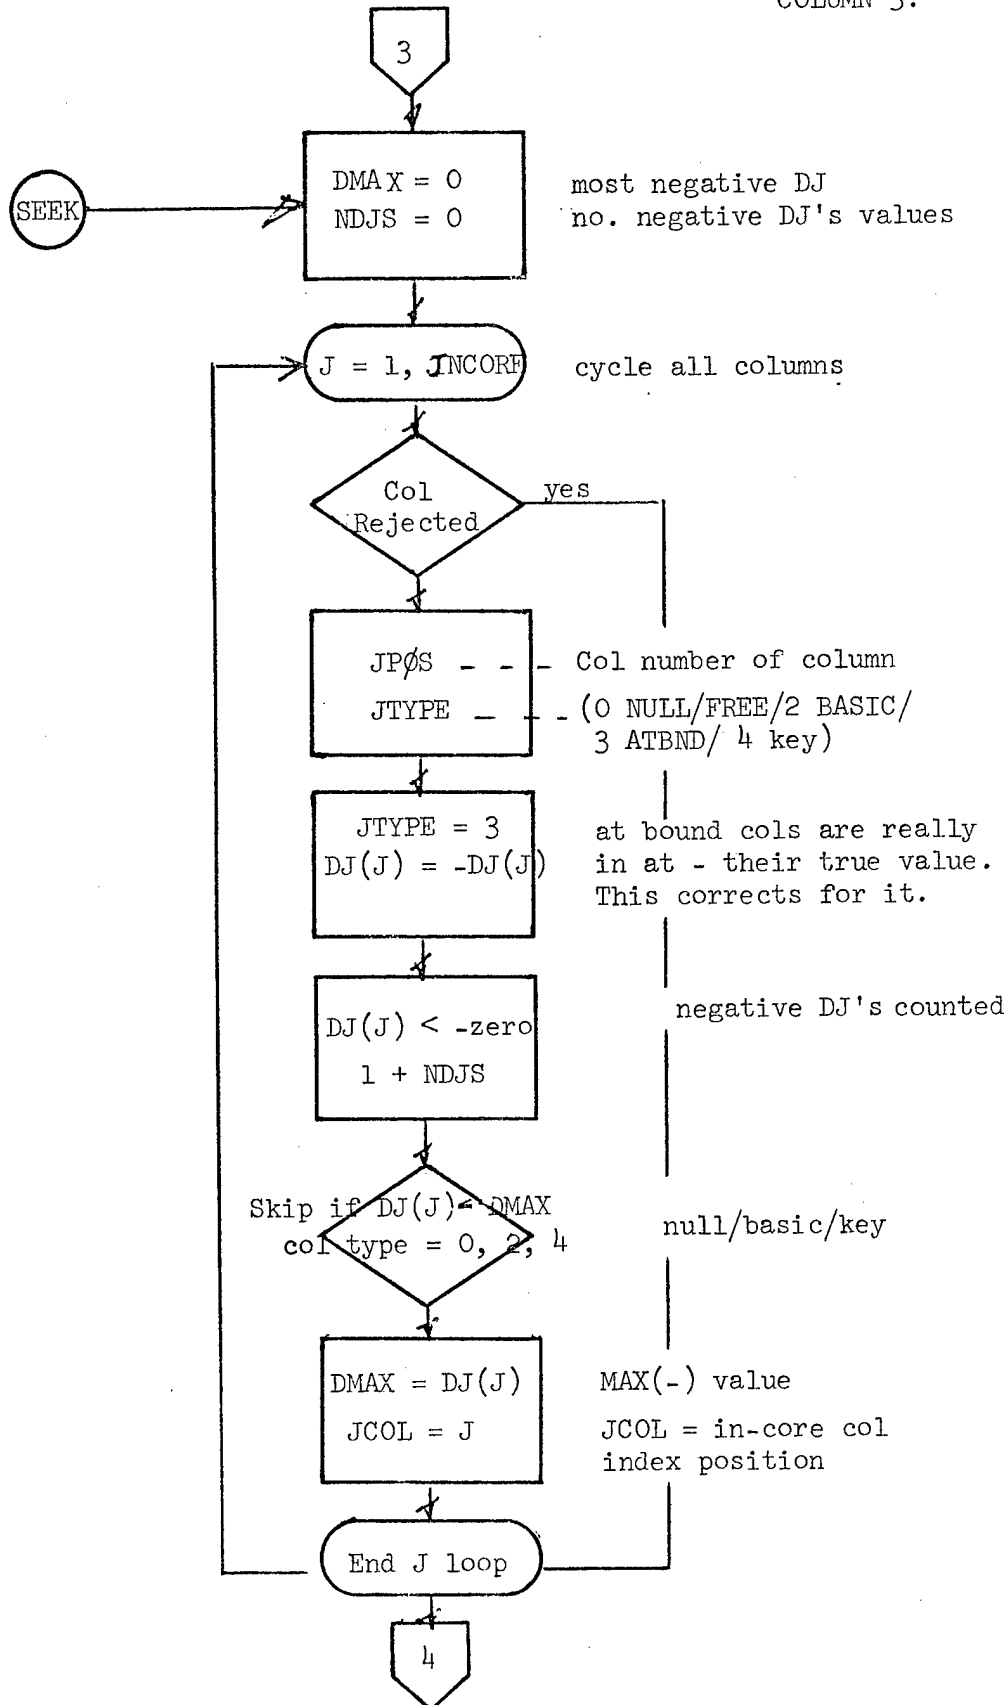 COLUMN 3.
3
SEEK
DMAX = 0
NDJS = 0
most negative DJ
no. negative DJ's values
J = 1, INCORE
cycle all columns
Col
Rejected
yes
JPØS - - - Col number of column
JTYPE - - - (0 NULL/FREE/2 BASIC/
3 ATBND/ 4 key)
JTYPE = 3
DJ(J) = -DJ(J)
at bound cols are really
in at - their true value.
This corrects for it.
DJ(J) < -zero
1 + NDJS
negative DJ's counted
Skip if DJ(J)< DMAX
col type = 0, 2, 4
null/basic/key
DMAX = DJ(J)
JCOL = J
MAX(-) value
JCOL = in-core col
index position
End J loop
4